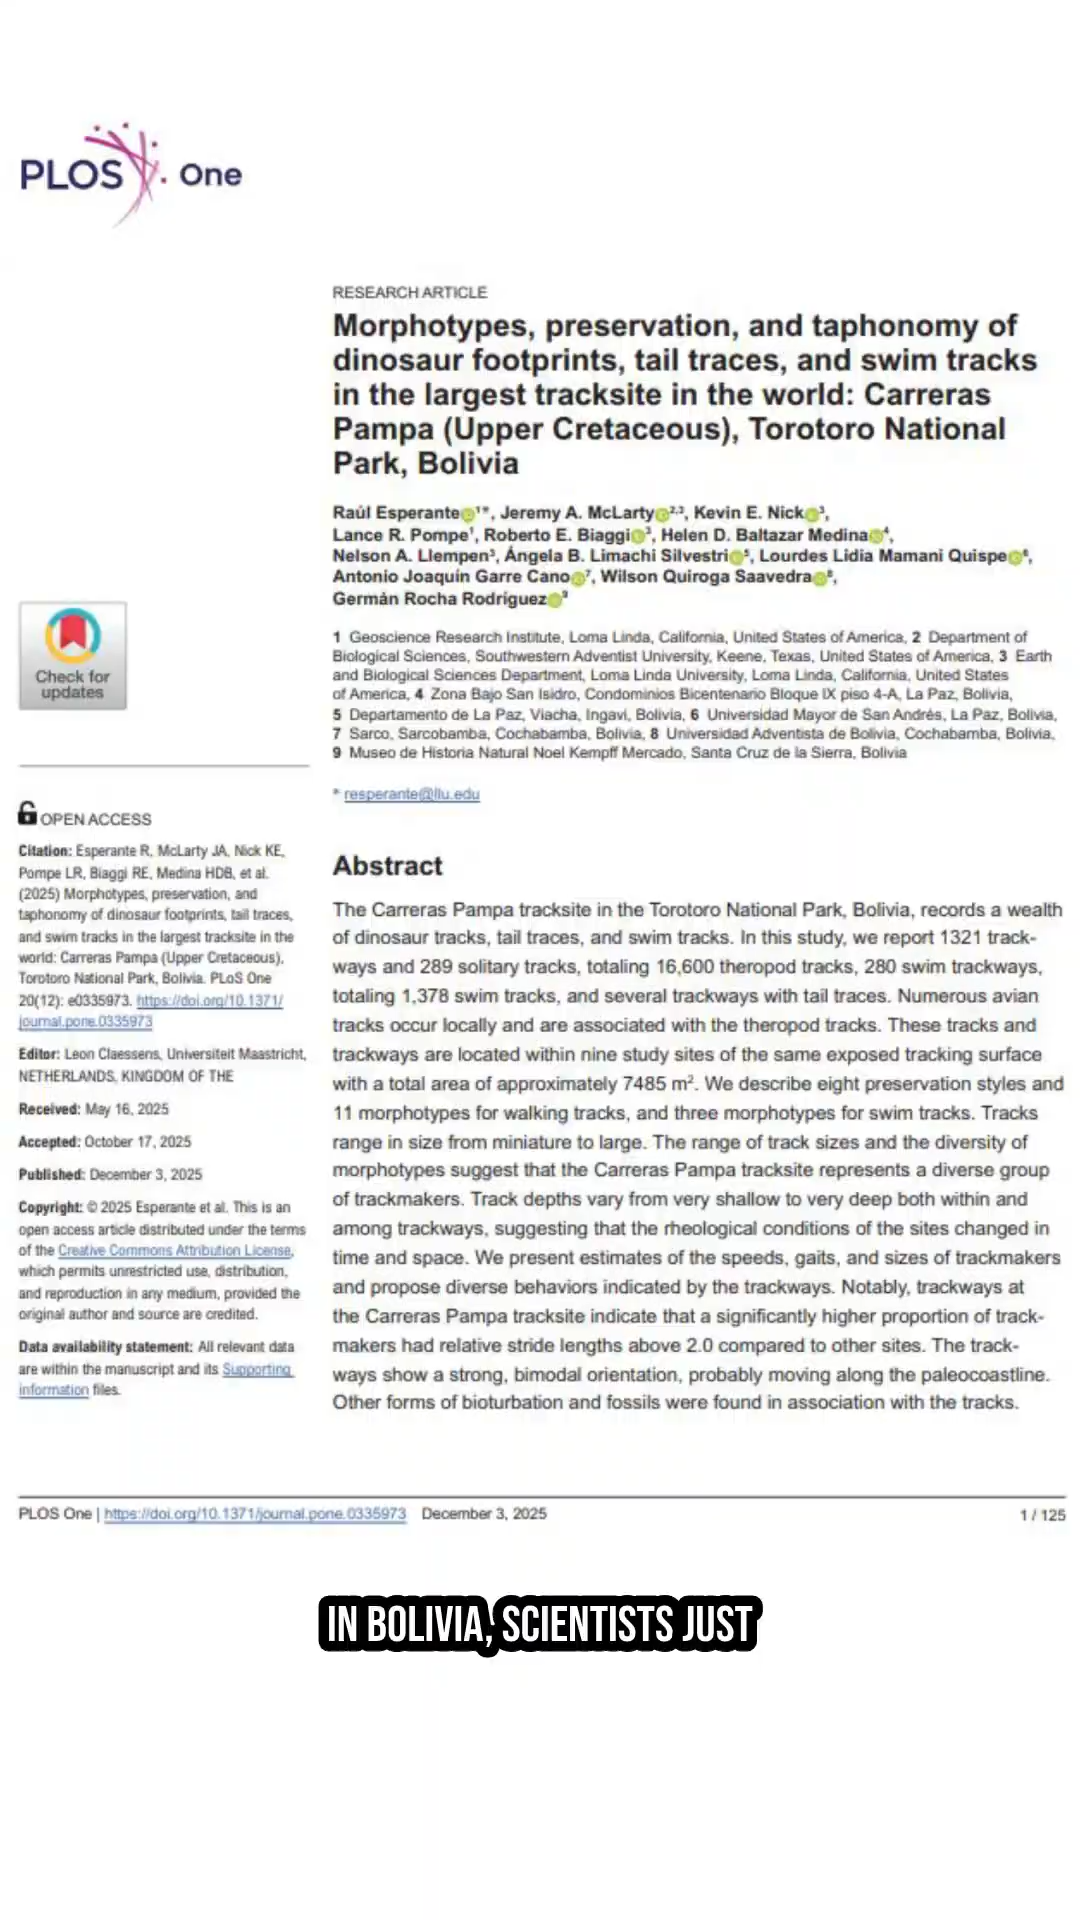 PLOS One
RESEARCH ARTICLE
Morphotypes, preservation, and taphonomy of
dinosaur footprints, tail traces, and swim tracks
in the largest tracksite in the world: Carreras
Pampa (Upper Cretaceous), Torotoro National
Park, Bolivia
Raúl Esperante¹*, Jeremy A. McLarty²,³, Kevin E. Nick³,
Lance R. Pompe¹, Roberto E. Biaggi³, Helen D. Baltazar Medina⁴,
Nelson A. Llempen³, Ángela B. Limachi Silvestri⁵, Lourdes Lidia Mamani Quispe⁶,
Antonio Joaquín Garre Cano⁷, Wilson Quiroga Saavedra⁸,
Germán Rocha Rodríguez⁹
1 Geoscience Research Institute, Loma Linda, California, United States of America, 2 Department of
Biological Sciences, Southwestern Adventist University, Keene, Texas, United States of America, 3 Earth
and Biological Sciences Department, Loma Linda University, Loma Linda, California, United States
of America, 4 Zona Bajo San Isidro, Condominios Bicentenario Bloque IX piso 4-A, La Paz, Bolivia,
5 Departamento de La Paz, Viacha, Ingavi, Bolivia, 6 Universidad Mayor de San Andrés, La Paz, Bolivia,
7 Sarco, Sarcobamba, Cochabamba, Bolivia, 8 Universidad Adventista de Bolivia, Cochabamba, Bolivia,
9 Museo de Historia Natural Noel Kempff Mercado, Santa Cruz de la Sierra, Bolivia
* resperante@llu.edu
Check for
updates
OPEN ACCESS
Citation: Esperante R, McLarty JA, Nick KE,
Pompe LR, Biaggi RE, Medina HDB, et al.
(2025) Morphotypes, preservation, and
taphonomy of dinosaur footprints, tail traces,
and swim tracks in the largest tracksite in the
world: Carreras Pampa (Upper Cretaceous),
Torotoro National Park, Bolivia. PLoS One
20(12): e0335973. https://doi.org/10.1371/
journal.pone.0335973
Editor: Leon Claessens, Universiteit Maastricht,
NETHERLANDS, KINGDOM OF THE
Received: May 16, 2025
Accepted: October 17, 2025
Published: December 3, 2025
Copyright: © 2025 Esperante et al. This is an
open access article distributed under the terms
of the Creative Commons Attribution License,
which permits unrestricted use, distribution,
and reproduction in any medium, provided the
original author and source are credited.
Data availability statement: All relevant data
are within the manuscript and its Supporting
information files.
Abstract
The Carreras Pampa tracksite in the Torotoro National Park, Bolivia, records a wealth
of dinosaur tracks, tail traces, and swim tracks. In this study, we report 1321 track-
ways and 289 solitary tracks, totaling 16,600 theropod tracks, 280 swim trackways,
totaling 1,378 swim tracks, and several trackways with tail traces. Numerous avian
tracks occur locally and are associated with the theropod tracks. These tracks and
trackways are located within nine study sites of the same exposed tracking surface
with a total area of approximately 7485 m². We describe eight preservation styles and
11 morphotypes for walking tracks, and three morphotypes for swim tracks. Tracks
range in size from miniature to large. The range of track sizes and the diversity of
morphotypes suggest that the Carreras Pampa tracksite represents a diverse group
of trackmakers. Track depths vary from very shallow to very deep both within and
among trackways, suggesting that the rheological conditions of the sites changed in
time and space. We present estimates of the speeds, gaits, and sizes of trackmakers
and propose diverse behaviors indicated by the trackways. Notably, trackways at
the Carreras Pampa tracksite indicate that a significantly higher proportion of track-
makers had relative stride lengths above 2.0 compared to other sites. The track-
ways show a strong, bimodal orientation, probably moving along the paleocoastline.
Other forms of bioturbation and fossils were found in association with the tracks.
PLOS One | https://doi.org/10.1371/journal.pone.0335973 December 3, 2025 1 / 125
IN BOLIVIA, SCIENTISTS JUST